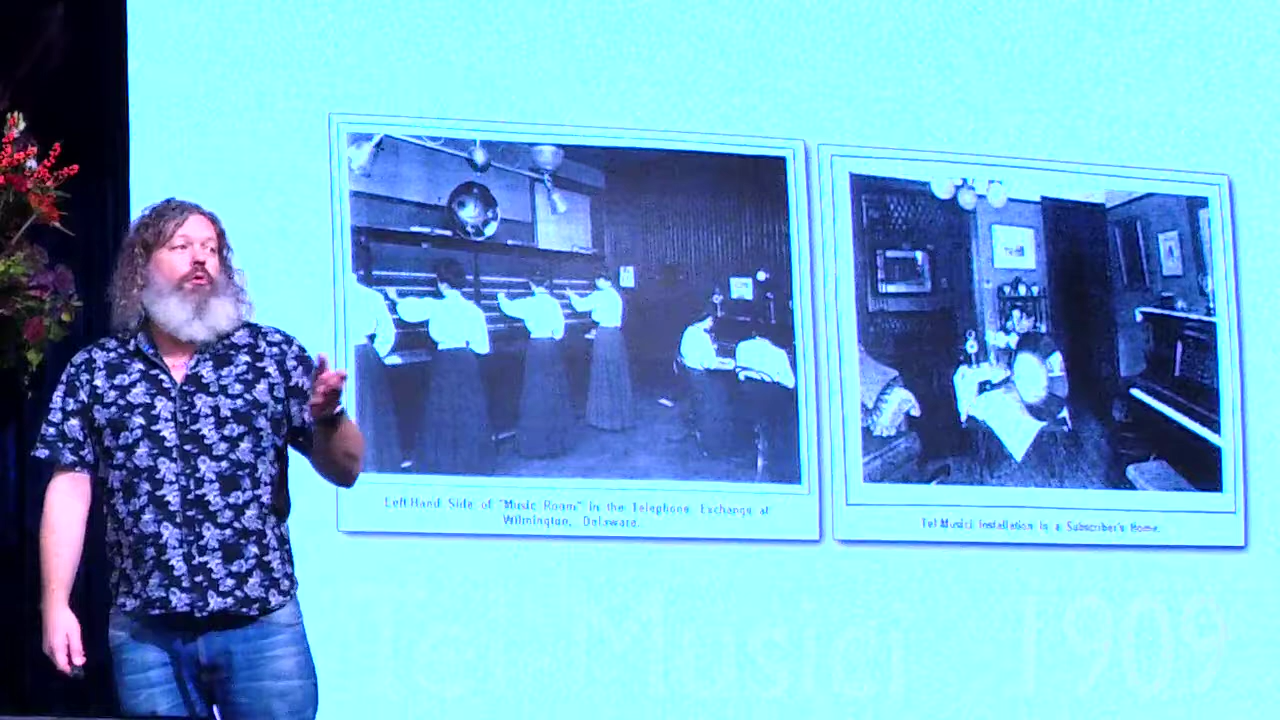 Left-Hand Side of "Music Room" in the Telephone Exchange at
Wilmington, Delaware.
Tel-Musici Installation in a Subscriber's Home.
Tel-Musici, 1909